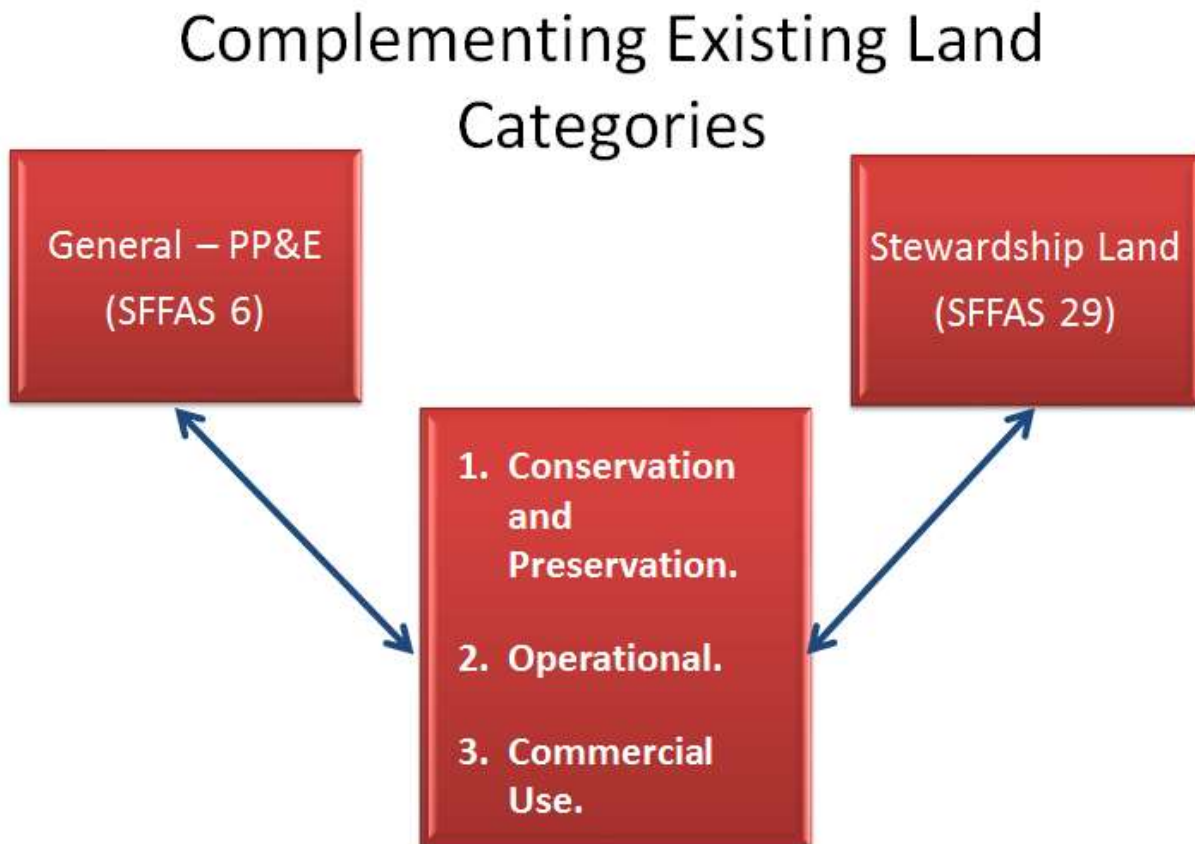 Complementing Existing Land
Categories
General – PP&E
(SFFAS 6)
Stewardship Land
(SFFAS 29)
1. Conservation
and
Preservation.
2. Operational.
3. Commercial
Use.